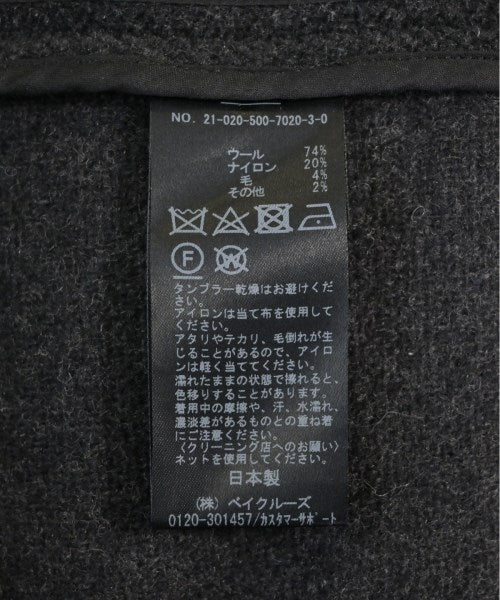 NO. 21-020-500-7020-3-0
ウール 74%
ナイロン 20%
毛 4%
その他 2%
F
W
タンブラー乾燥はお避けくだ
さい。
アイロンは当て布を使用して
ください。
アタリやテカリ、毛倒れが生
じることがあるので、アイロ
ンは軽く当ててください。
濡れたままの状態で擦れると、
色移りすることがあります。
着用中の摩擦や、汗、水濡れ、
濃淡差があるものとの重ね着
にご注意ください。
〈クリーニング店へのお願い〉
ネットを使用してください。
日本製
(株) ベイクルーズ
0120-301457/カスタマーサポート